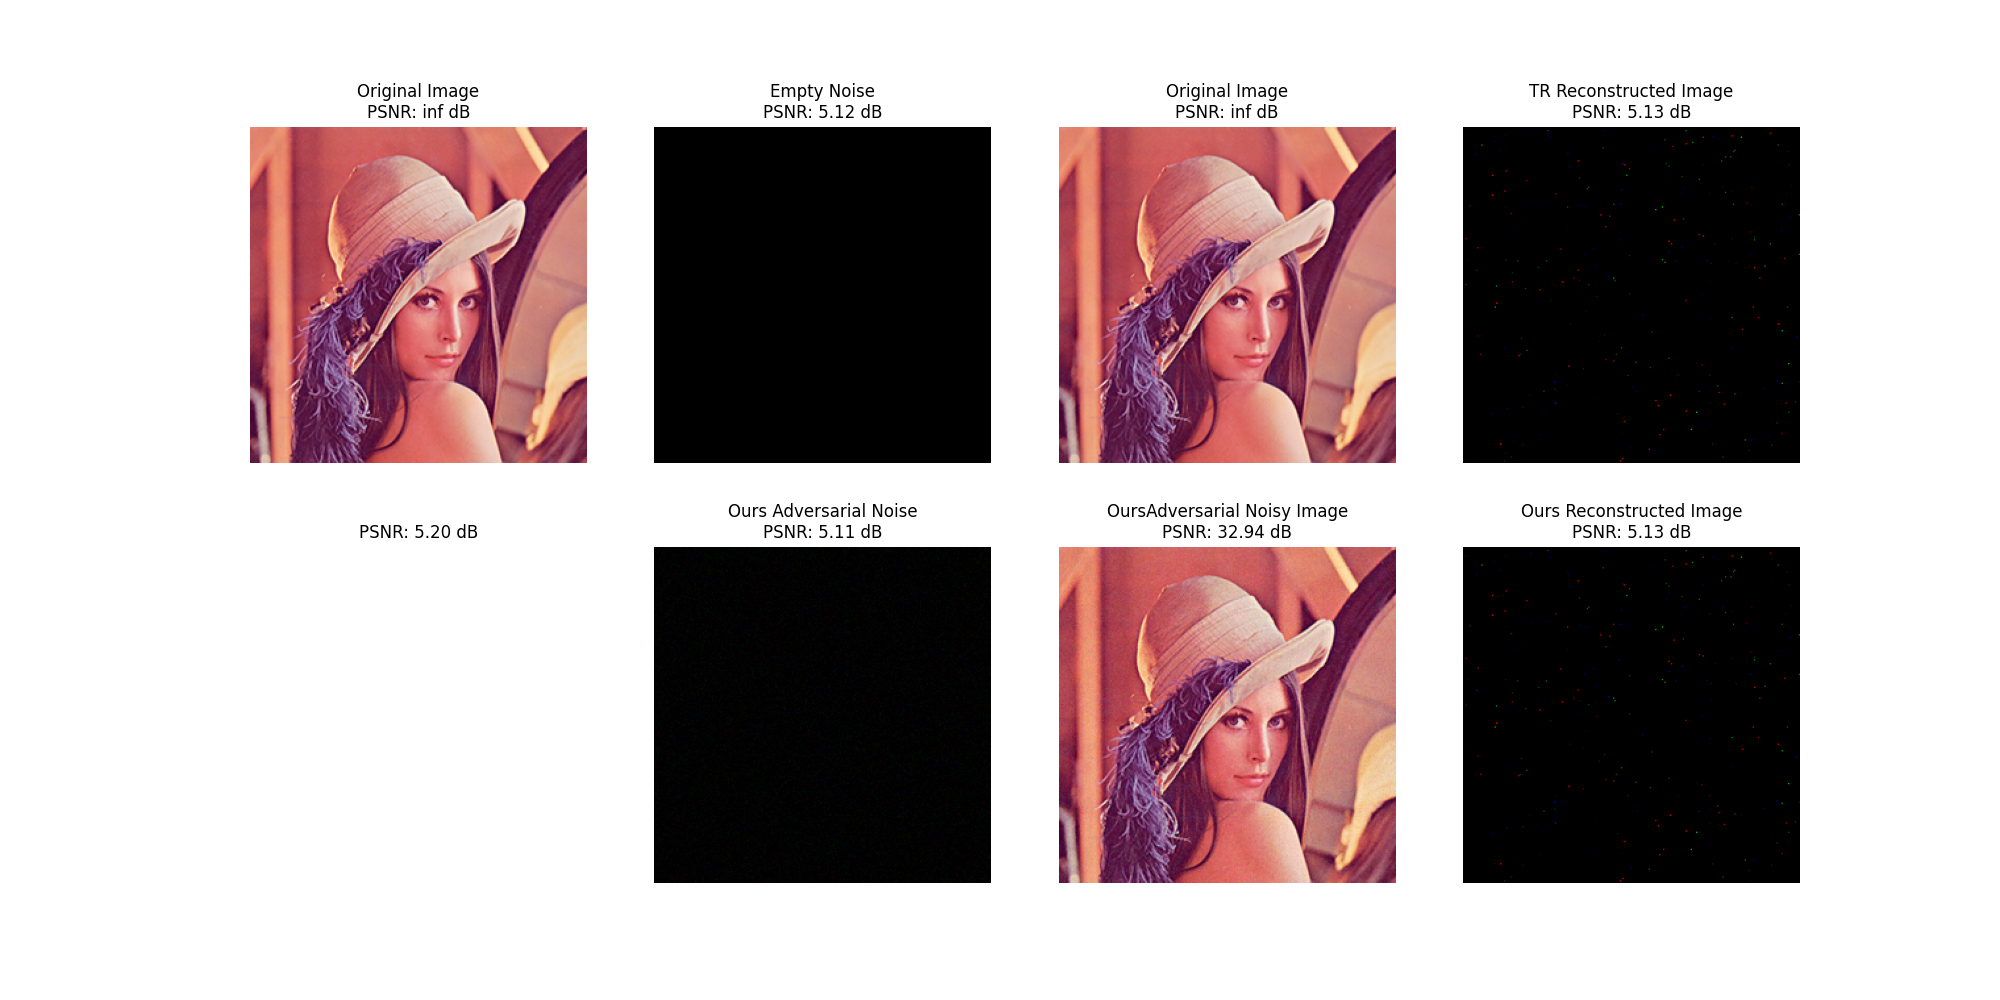 Original Image
PSNR: inf dB
Empty Noise
PSNR: 5.12 dB
Original Image
PSNR: inf dB
TR Reconstructed Image
PSNR: 5.13 dB
PSNR: 5.20 dB
Ours Adversarial Noise
PSNR: 5.11 dB
OursAdversarial Noisy Image
PSNR: 32.94 dB
Ours Reconstructed Image
PSNR: 5.13 dB